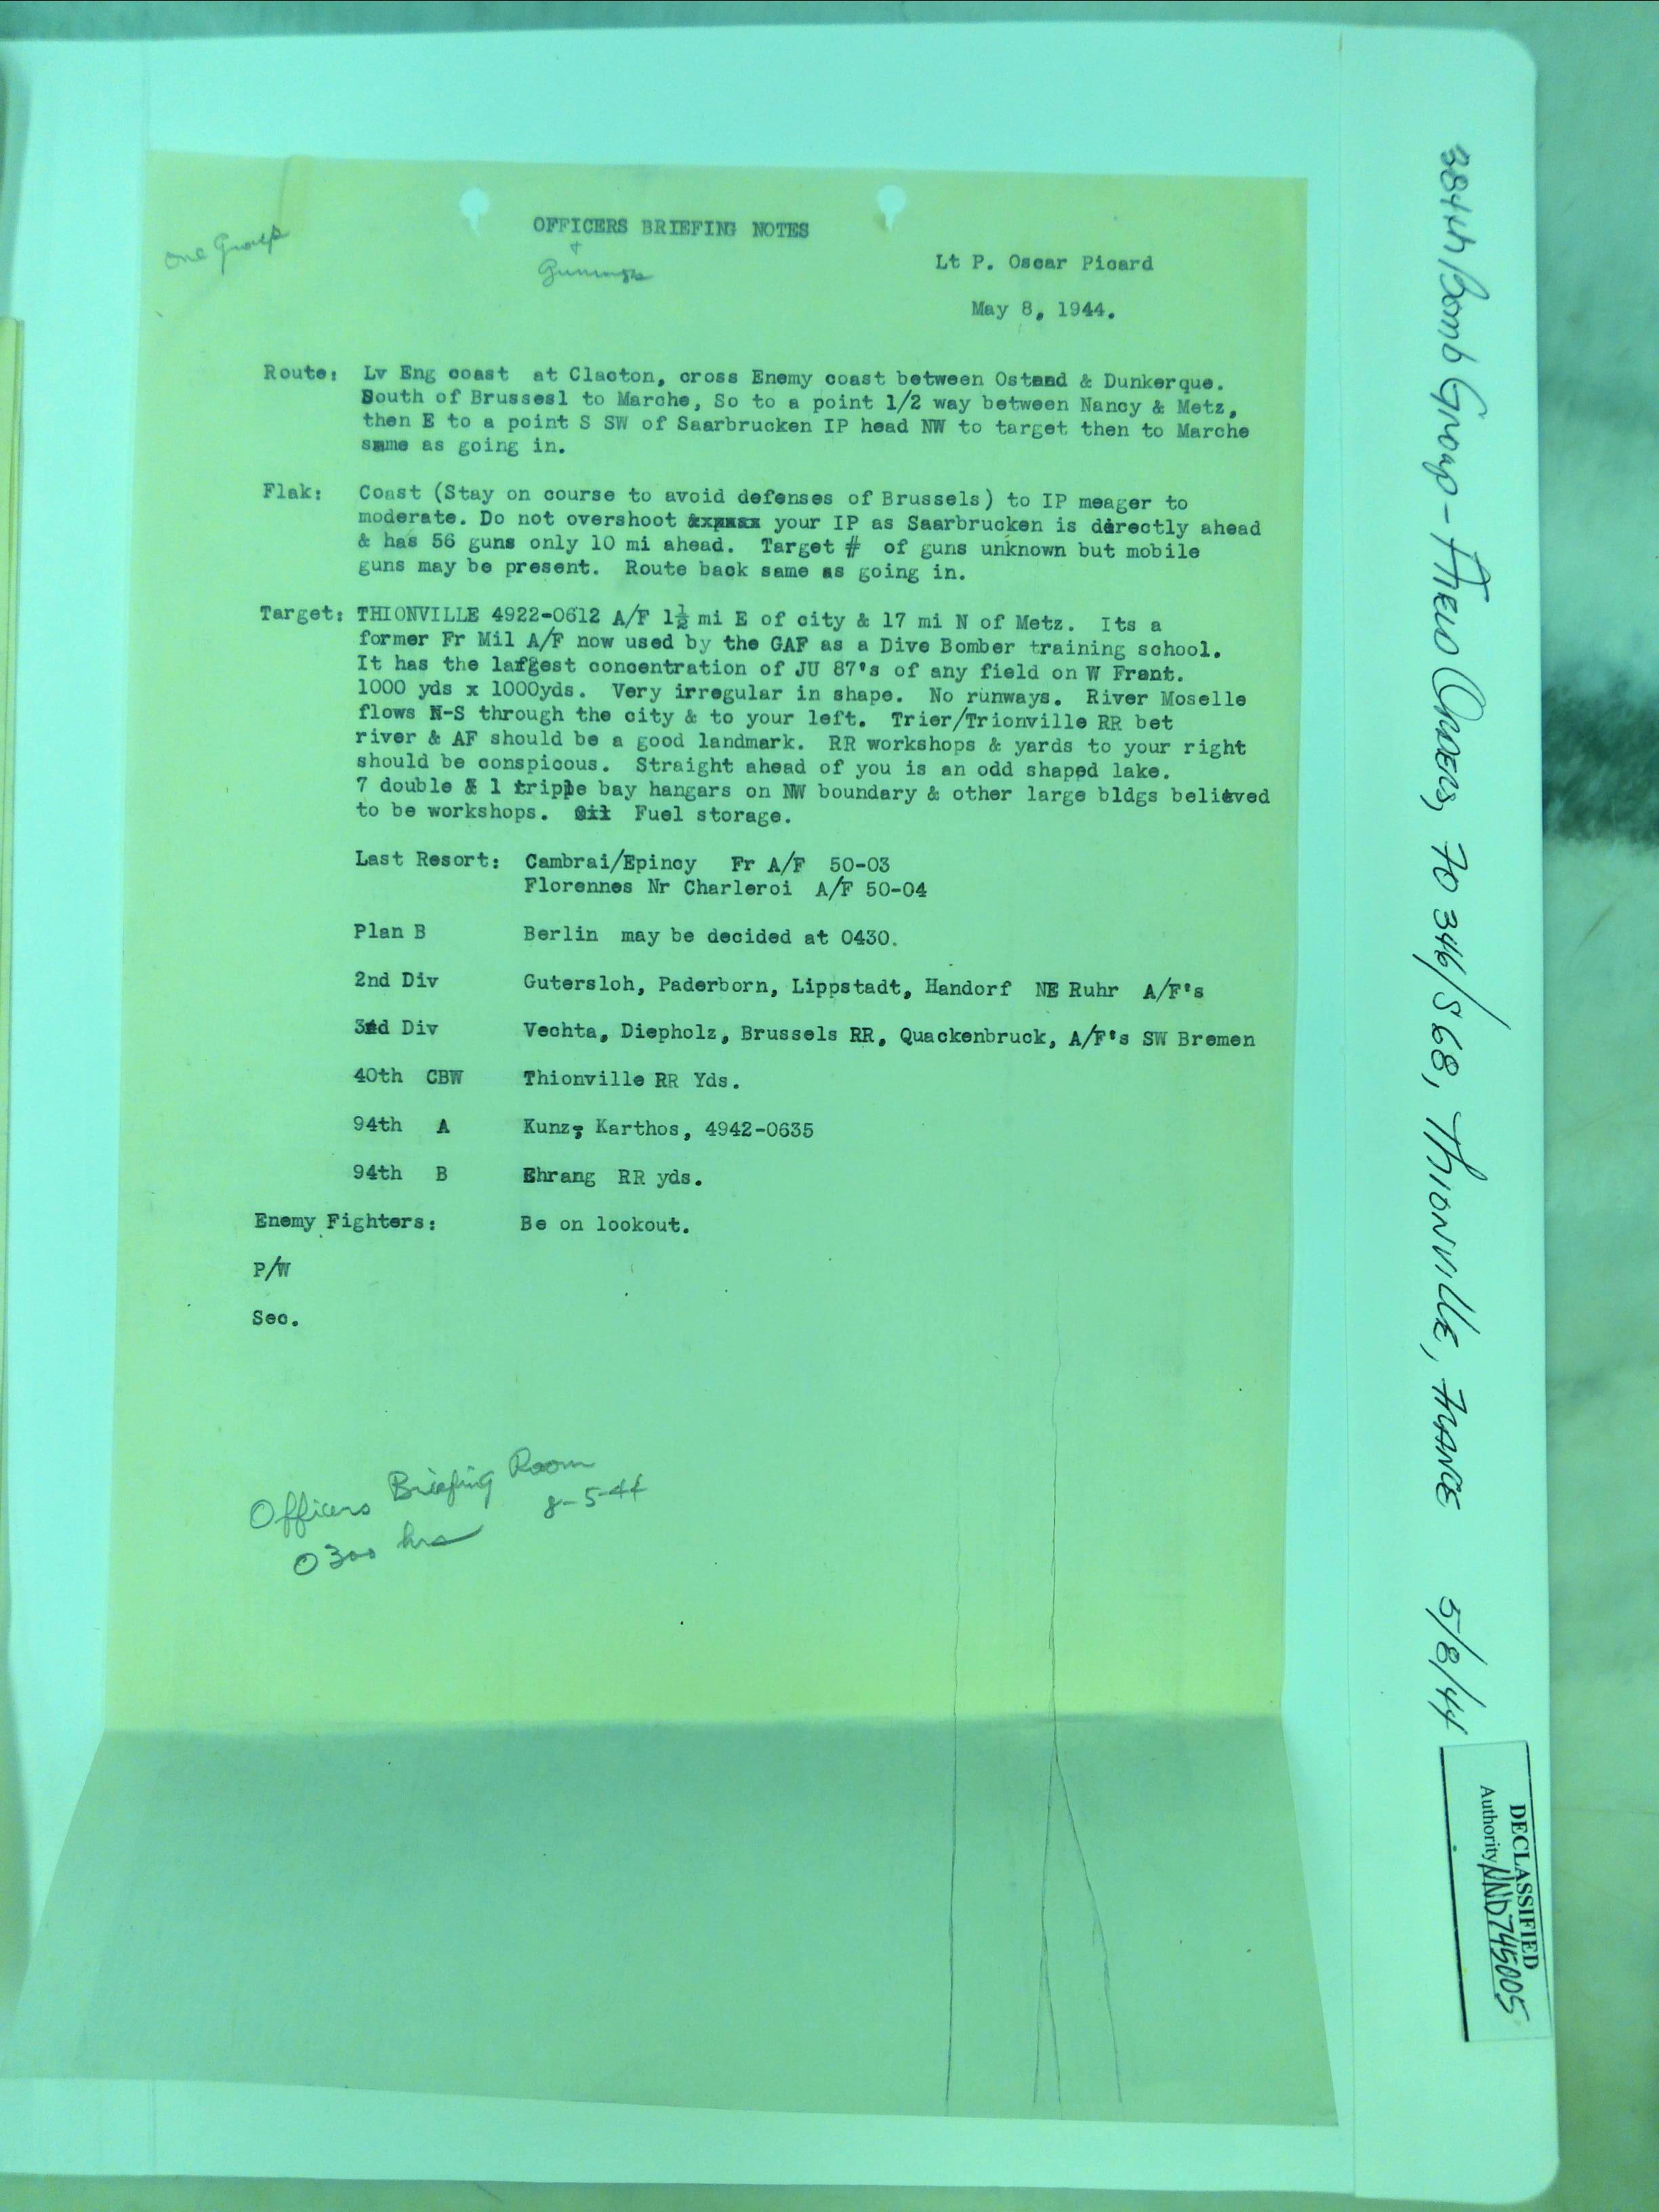 one Group
OFFICERS BRIEFING NOTES
+
Gunners
Lt P. Oscar Picard
May 8, 1944.
Route: Lv Eng coast at Clacton, cross Enemy coast between Ostend & Dunkerque.
South of Brussesl to Marche, So to a point 1/2 way between Nancy & Metz,
then E to a point S SW of Saarbrucken IP head NW to target then to Marche
same as going in.
Flak: Coast (Stay on course to avoid defenses of Brussels) to IP meager to
moderate. Do not overshoot your IP as Saarbrucken is directly ahead
& has 56 guns only 10 mi ahead. Target # of guns unknown but mobile
guns may be present. Route back same as going in.
Target: THIONVILLE 4922-0612 A/F 1½ mi E of city & 17 mi N of Metz. Its a
former Fr Mil A/F now used by the GAF as a Dive Bomber training school.
It has the largest concentration of JU 87's of any field on W Front.
1000 yds x 1000yds. Very irregular in shape. No runways. River Moselle
flows N-S through the city & to your left. Trier/Trionville RR bet
river & AF should be a good landmark. RR workshops & yards to your right
should be conspicous. Straight ahead of you is an odd shaped lake.
7 double & 1 tripple bay hangars on NW boundary & other large bldgs believed
to be workshops. Oil Fuel storage.
Last Resort: Cambrai/Epinoy Fr A/F 50-03
Florennes Nr Charleroi A/F 50-04
Plan B Berlin may be decided at 0430.
2nd Div Gutersloh, Paderborn, Lippstadt, Handorf NE Ruhr A/F's
3rd Div Vechta, Diepholz, Brussels RR, Quackenbruck, A/F's SW Bremen
40th CBW Thionville RR Yds.
94th A Kunz, Karthos, 4942-0635
94th B Ehrang RR yds.
Enemy Fighters: Be on lookout.
P/W
Sec.
Officers Briefing Room
0300 hrs 8-5-44
384th Bomb Group - Field Orders, FO 346/S68, Thionville, France 5/8/44
DECLASSIFIED
Authority NND745005